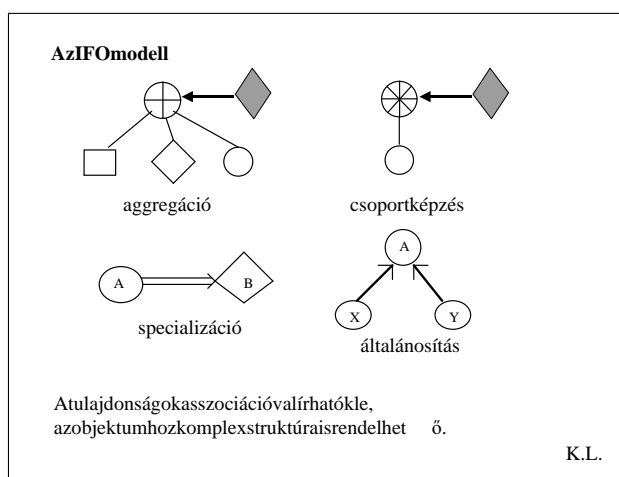 AzIFOmodell
aggregáció
csoportképzés
A
B
A
X
Y
specializáció
általánosítás
Atulajdonságokasszociációvalírhatókle,
azobjektumhozkomplexstruktúraisrendelhet ő.
K.L.